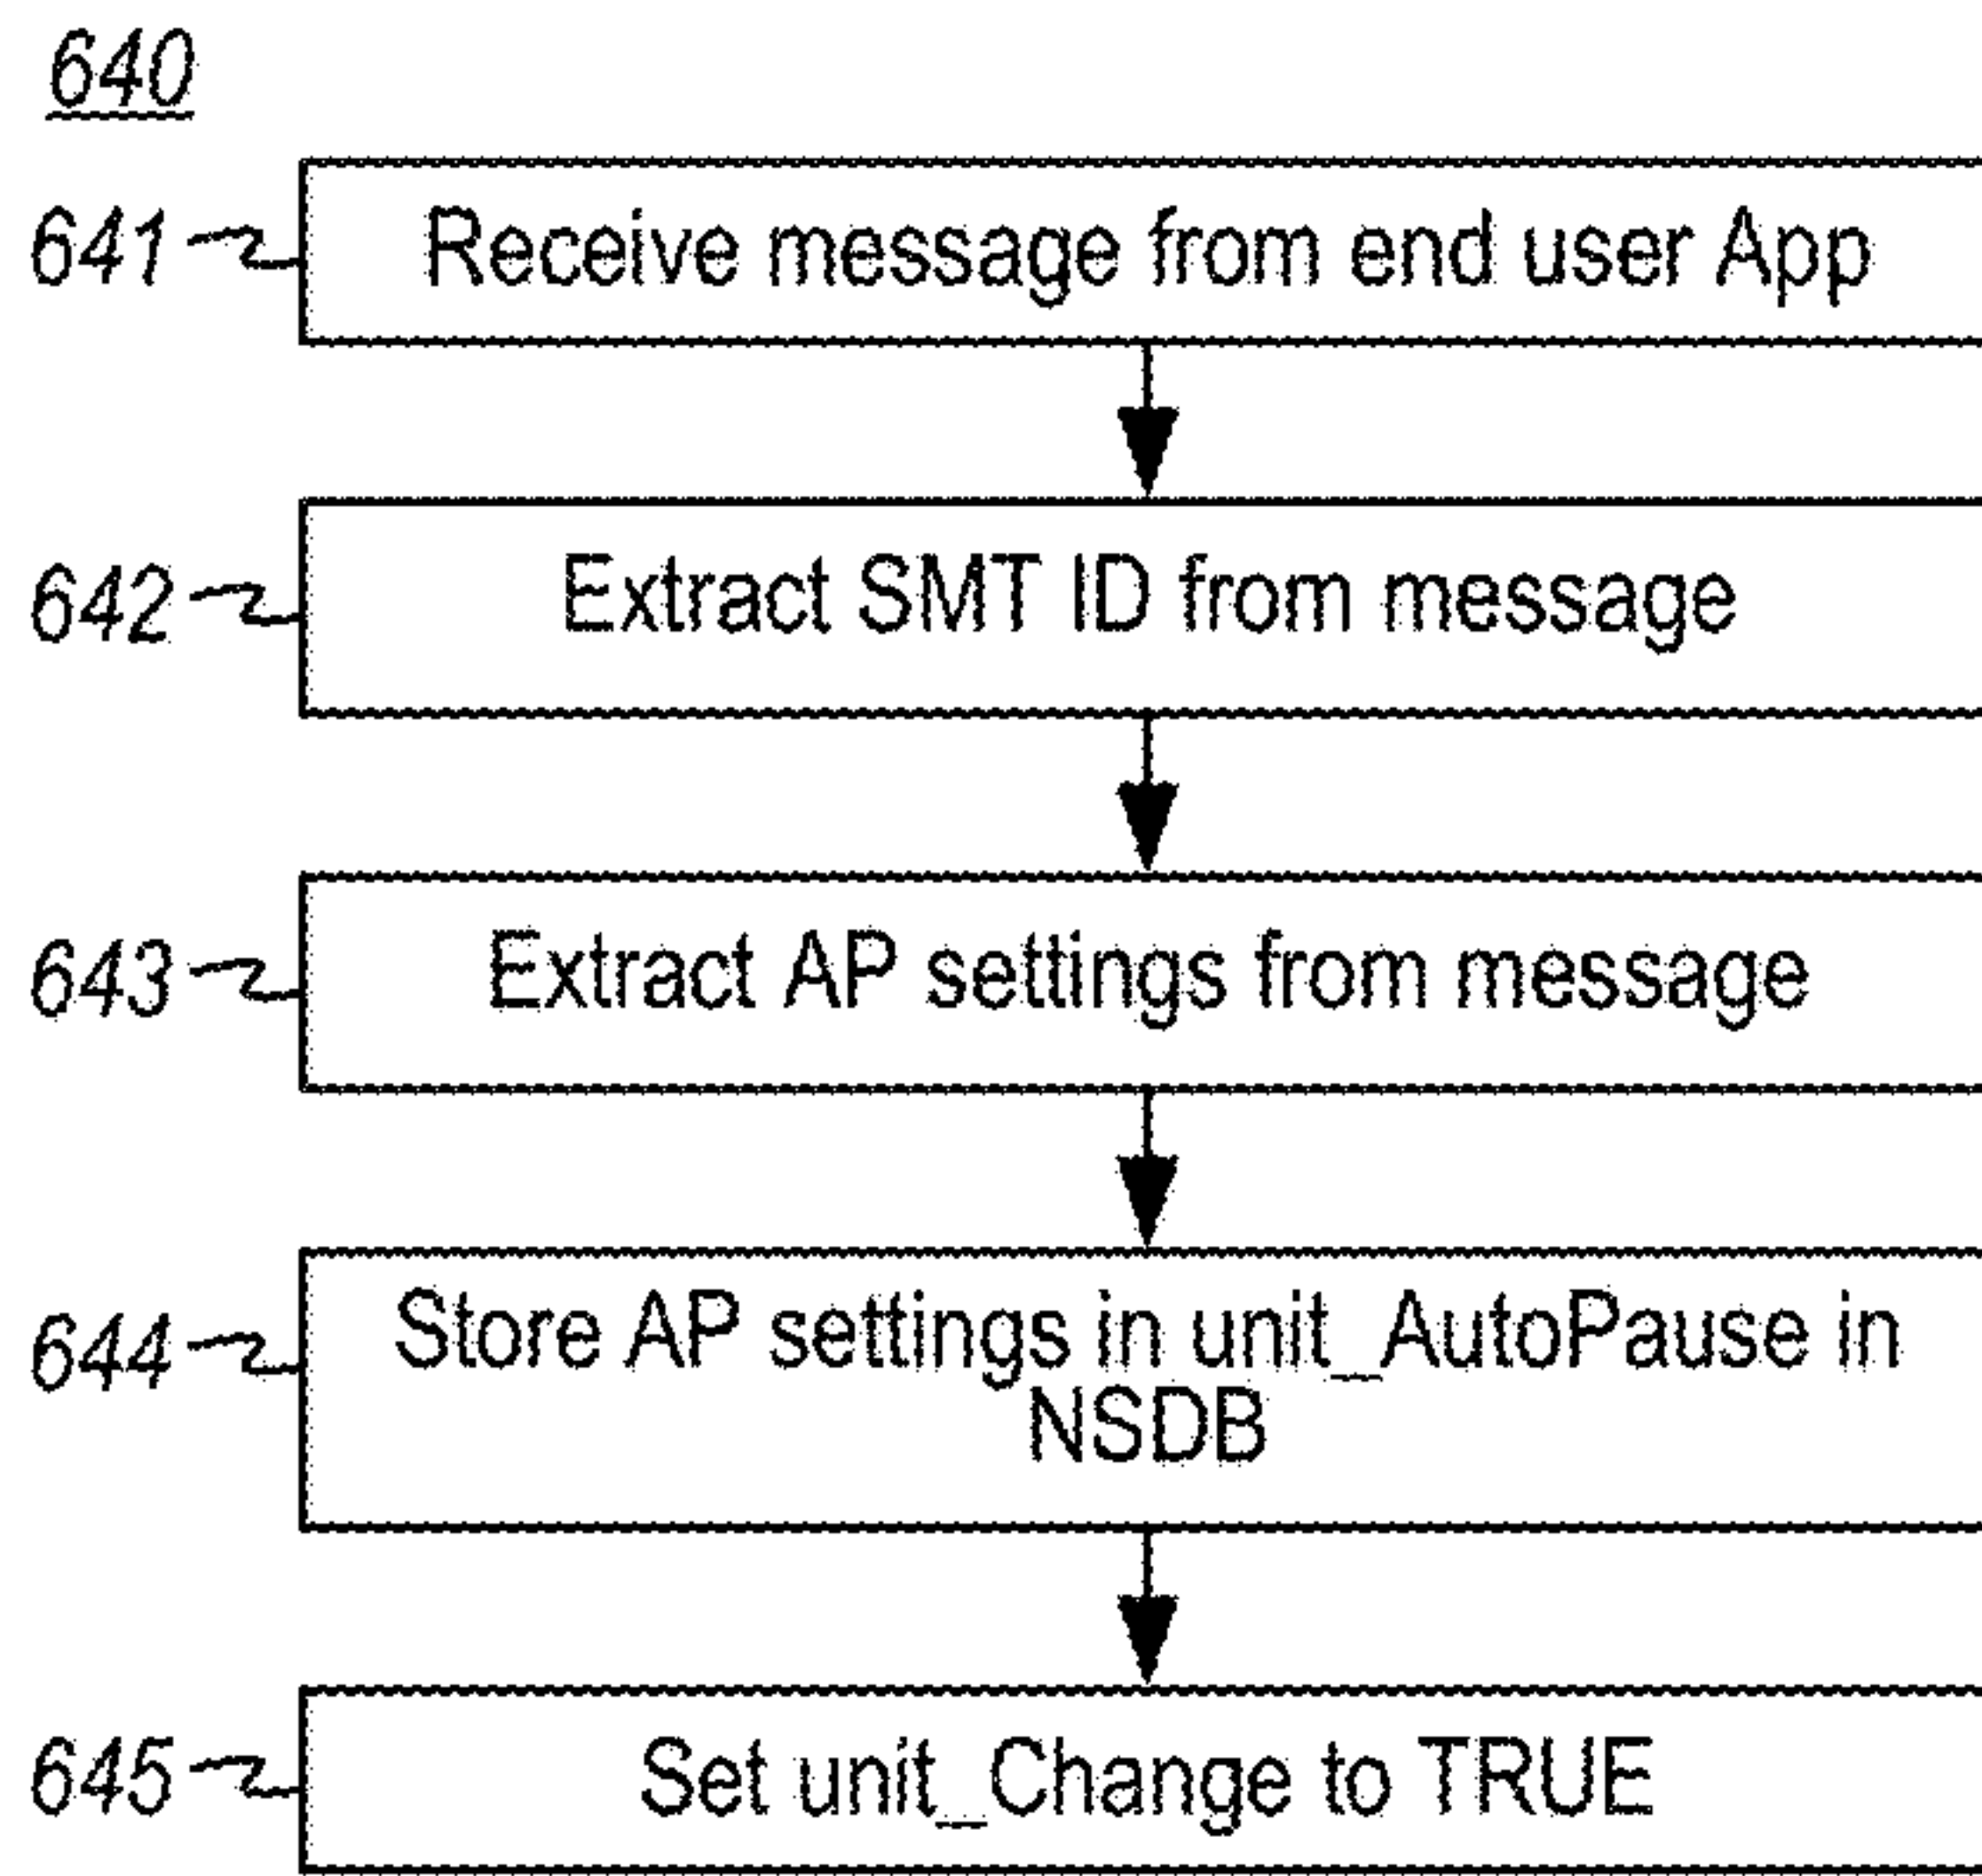 640
641 Receive message from end user App
642 Extract SMT ID from message
643 Extract AP settings from message
644 Store AP settings in unit_AutoPause in
NSDB
645 Set unit_Change to TRUE